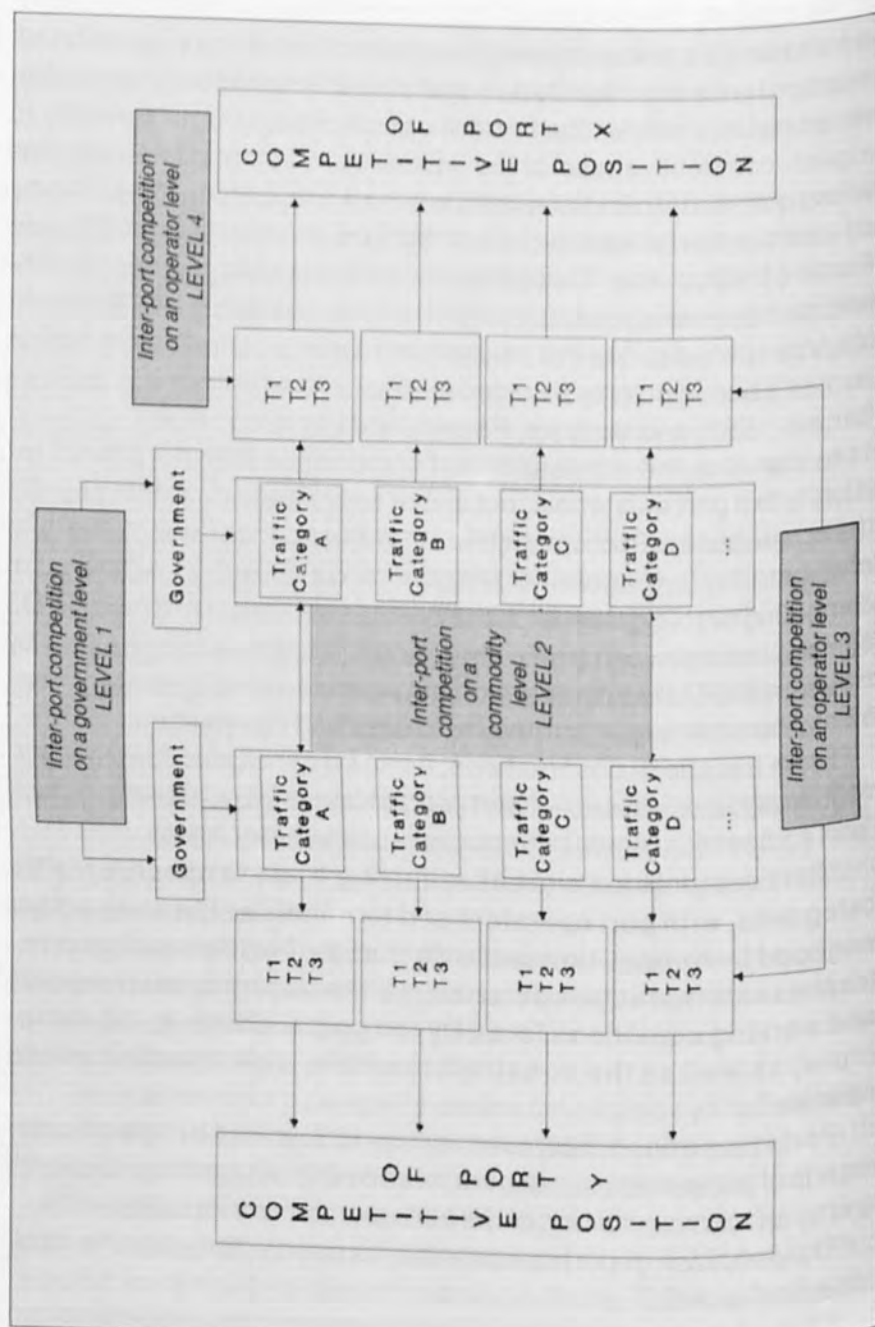 Inter-port competition
on a government level
LEVEL 1
Inter-port competition
on an operator level
LEVEL 4
Government
Government
COMPETITIVE POSITION
OF PORT Y
T1
T2
T3
Traffic
Category
A
Traffic
Category
A
T1
T2
T3
T1
T2
T3
Traffic
Category
B
Inter-port
competition
on a
commodity
level
LEVEL 2
Traffic
Category
B
T1
T2
T3
T1
T2
T3
Traffic
Category
C
Traffic
Category
C
T1
T2
T3
T1
T2
T3
Traffic
Category
D
....
Traffic
Category
D
...
T1
T2
T3
COMPETITIVE POSITION
OF PORT X
Inter-port competition
on an operator level
LEVEL 3